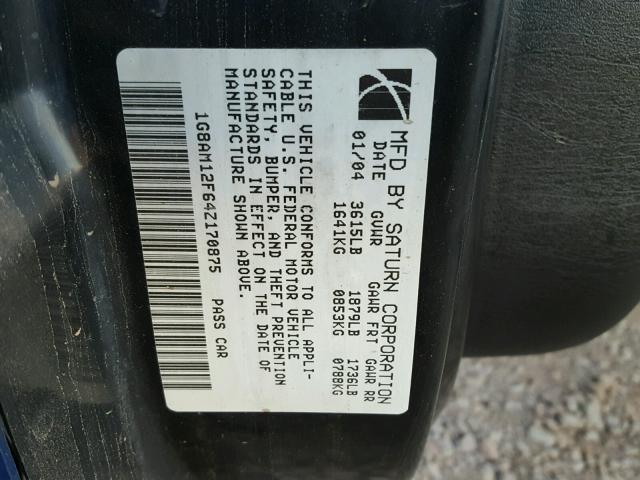 MFD BY SATURN CORPORATION
DATE GVWR GAWR FRT GAWR RR
01/04 3615LB 1879LB 1736LB
1641KG 0853KG 0788KG
THIS VEHICLE CONFORMS TO ALL APPLI-
CABLE U.S. FEDERAL MOTOR VEHICLE
SAFETY, BUMPER, AND THEFT PREVENTION
STANDARDS IN EFFECT ON THE DATE OF
MANUFACTURE SHOWN ABOVE.
1G8AM12F64Z170875 PASS CAR